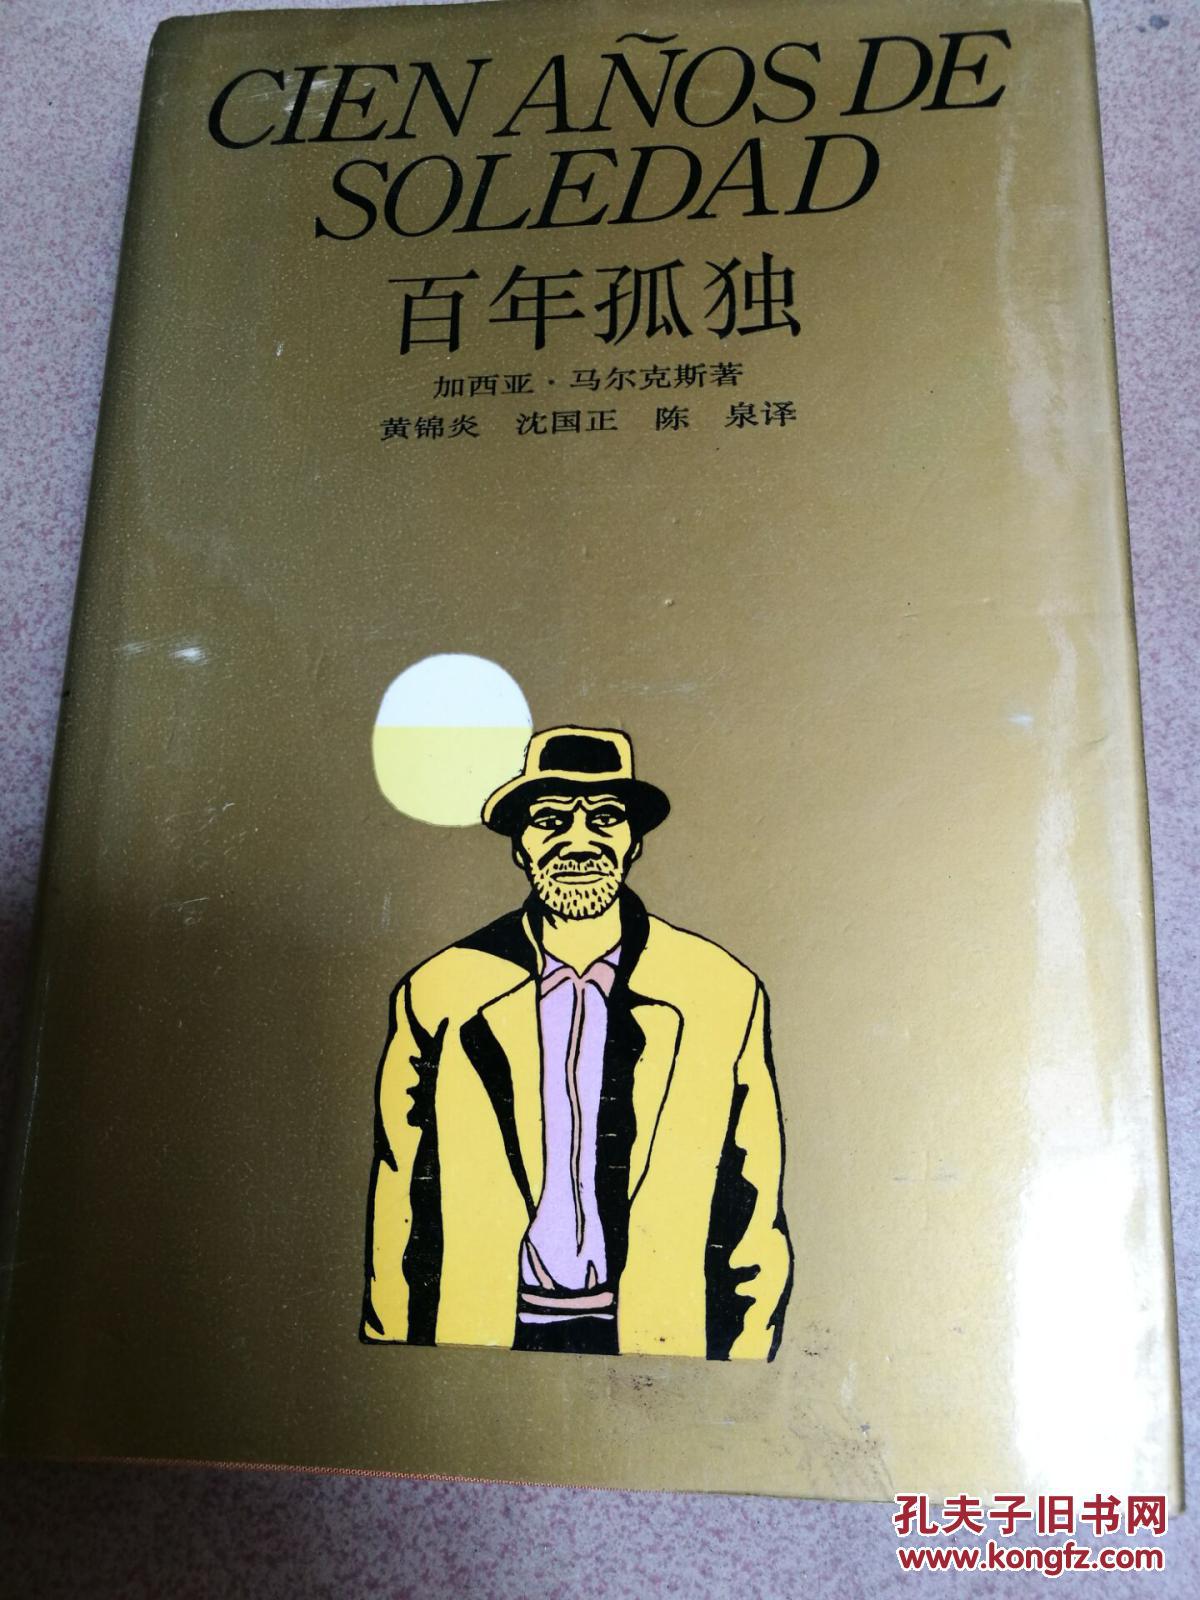 CIEN AÑOS DE
SOLEDAD
百年孤独
加西亚·马尔克斯著
黄锦炎 沈国正 陈 泉译
孔夫子旧书网
www.kongfz.com